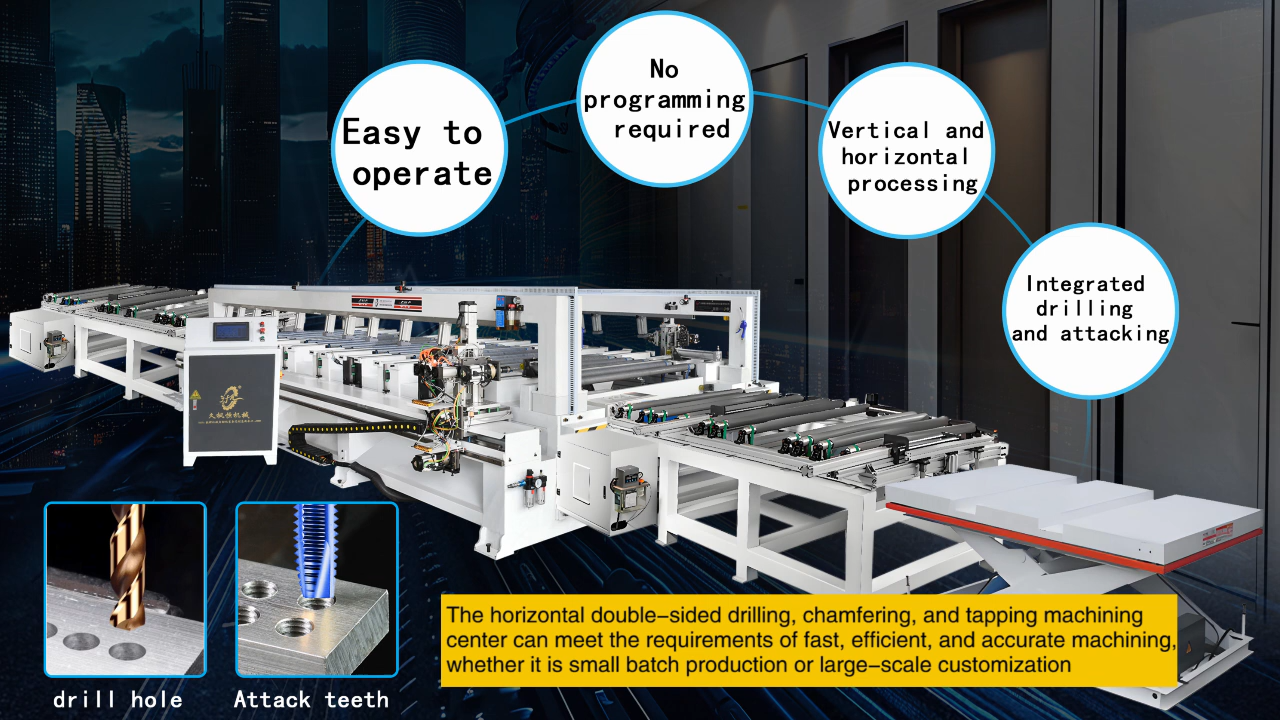 Easy to
operate
No
programming
required
Vertical and
horizontal
processing
Integrated
drilling
and attacking
drill hole
Attack teeth
The horizontal double–sided drilling, chamfering, and tapping machining
center can meet the requirements of fast, efficient, and accurate machining,
whether it is small batch production or large–scale customization